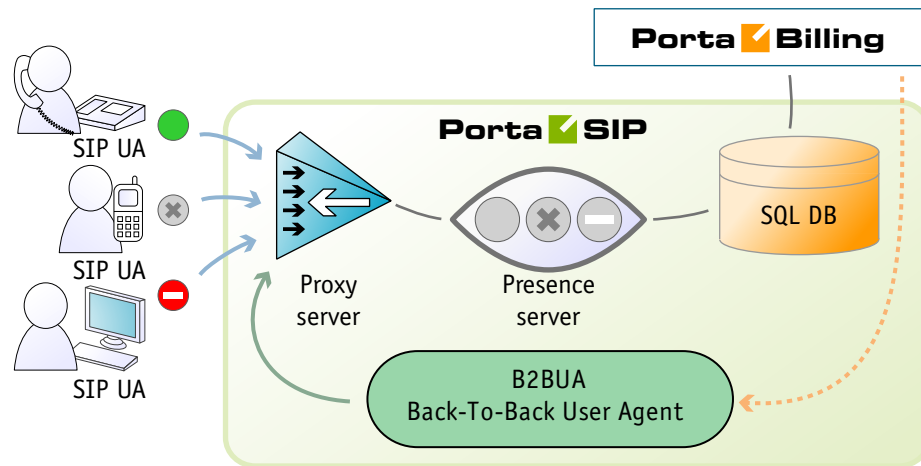 Porta Billing
Porta SIP
SIP UA
SIP UA
SIP UA
Proxy
server
Presence
server
SQL DB
B2BUA
Back-To-Back User Agent